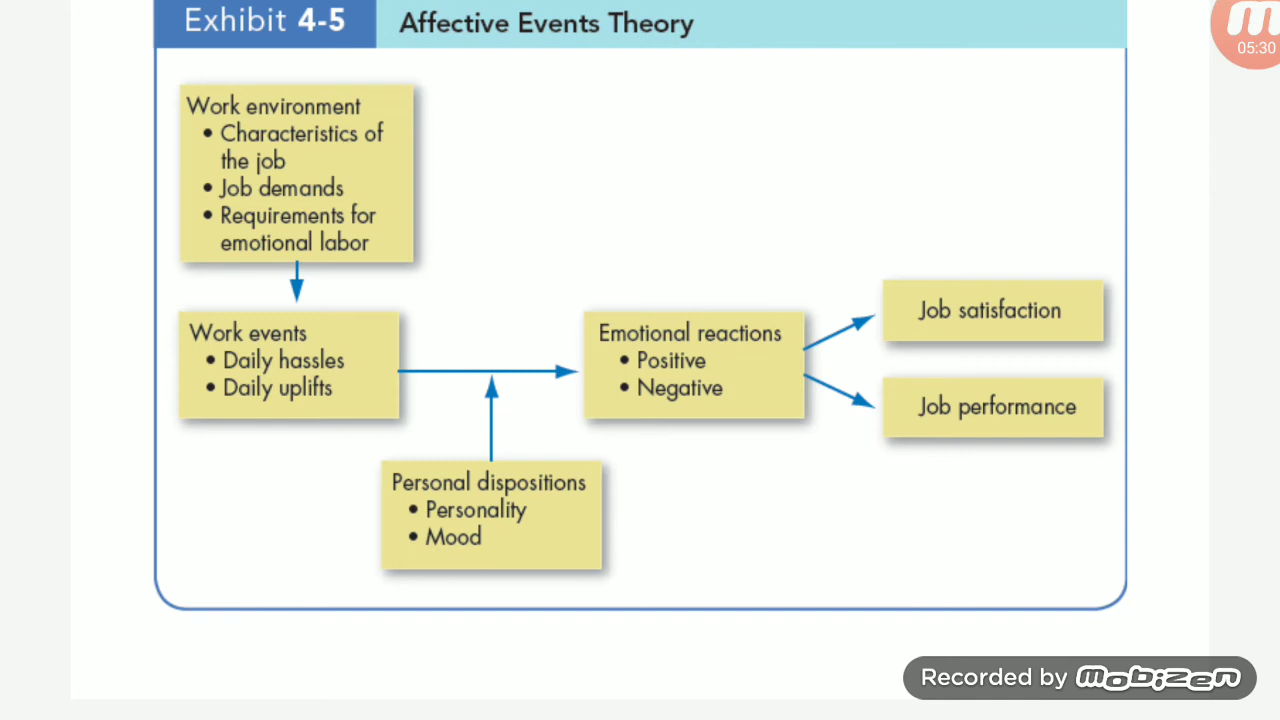 Exhibit 4-5
Affective Events Theory
05:30
Work environment
• Characteristics of
the job
• Job demands
• Requirements for
emotional labor
Work events
• Daily hassles
• Daily uplifts
Emotional reactions
• Positive
• Negative
Job satisfaction
Job performance
Personal dispositions
• Personality
• Mood
Recorded by mobizen